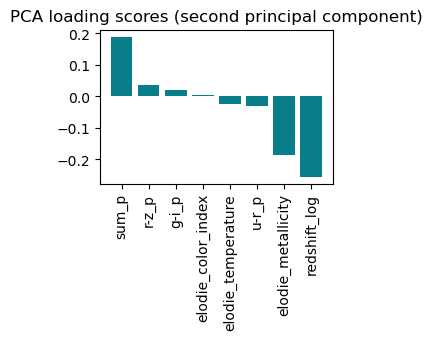 PCA loading scores (second principal component)
0.2
0.1
0.0
−0.1
−0.2
sum_p
r-z_p
g-i_p
elodie_color_index
elodie_temperature
u-r_p
elodie_metallicity
redshift_log